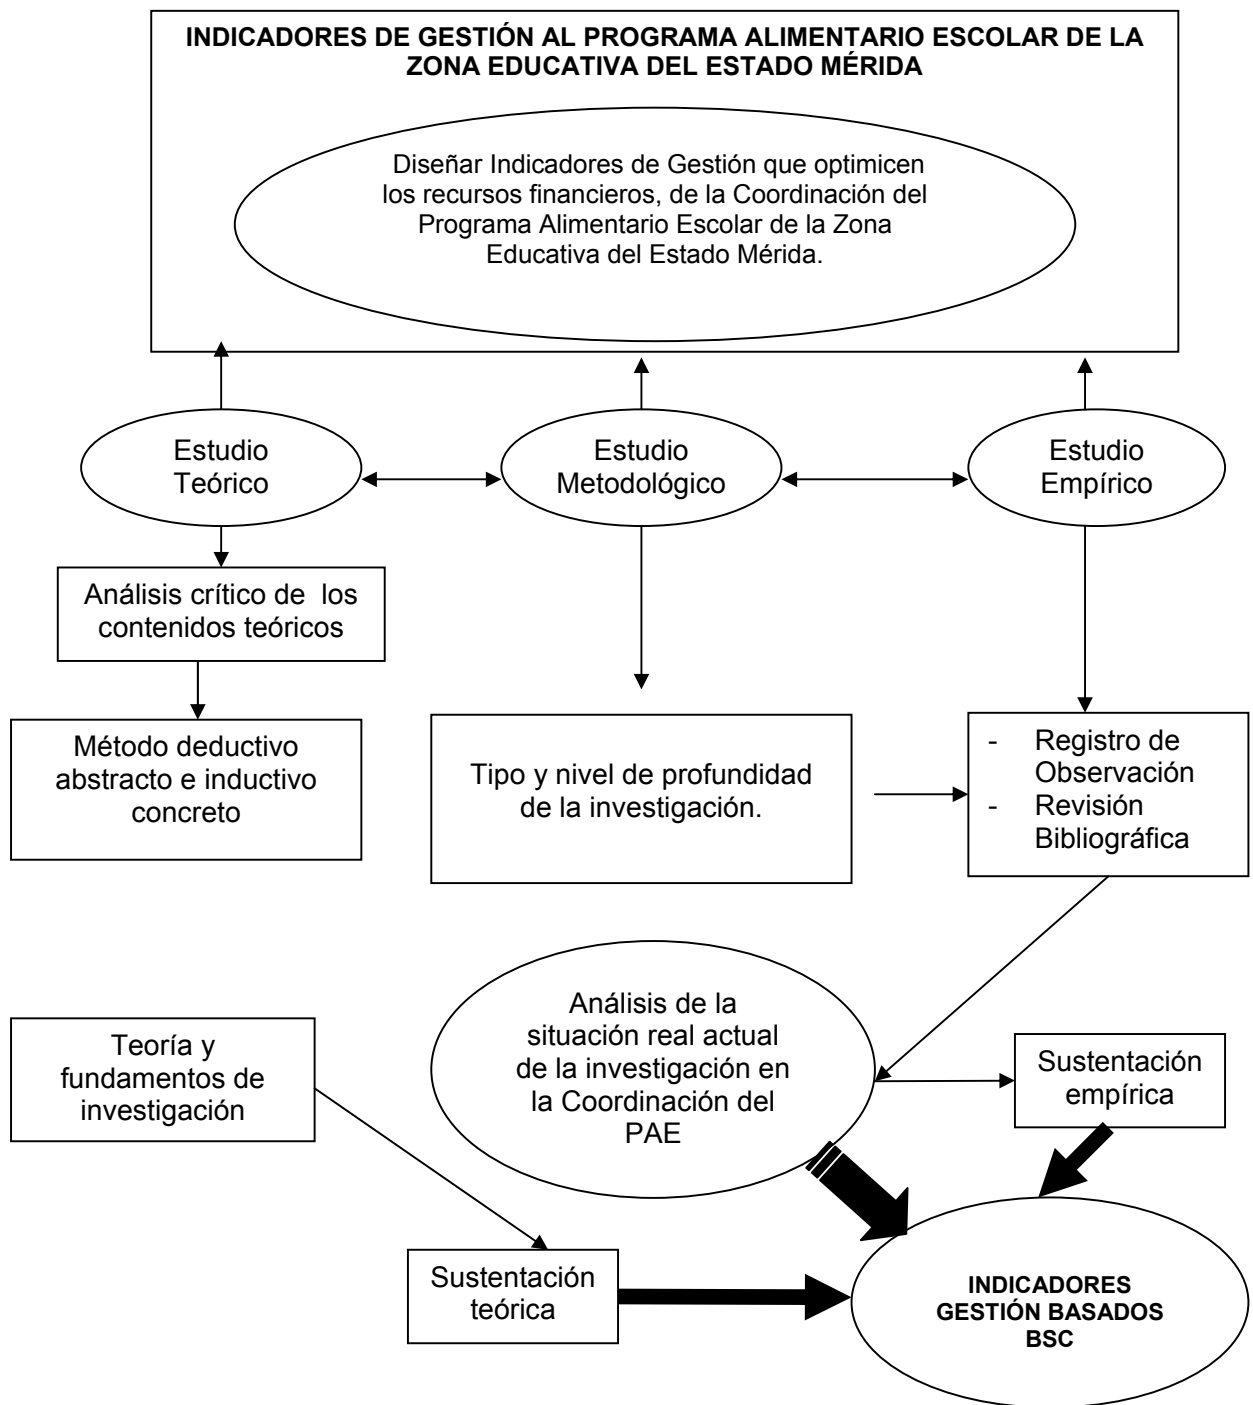 INDICADORES DE GESTIÓN AL PROGRAMA ALIMENTARIO ESCOLAR DE LA
ZONA EDUCATIVA DEL ESTADO MÉRIDA
Diseñar Indicadores de Gestión que optimicen
los recursos financieros, de la Coordinación del
Programa Alimentario Escolar de la Zona
Educativa del Estado Mérida.
Estudio
Teórico
Estudio
Metodológico
Estudio
Empírico
Análisis crítico de los
contenidos teóricos
Método deductivo
abstracto e inductivo
concreto
Tipo y nivel de profundidad
de la investigación.
- Registro de
Observación
- Revisión
Bibliográfica
Análisis de la
situación real actual
de la investigación en
la Coordinación del
PAE
Teoría y
fundamentos de
investigación
Sustentación
empírica
Sustentación
teórica
INDICADORES
GESTIÓN BASADOS
BSC